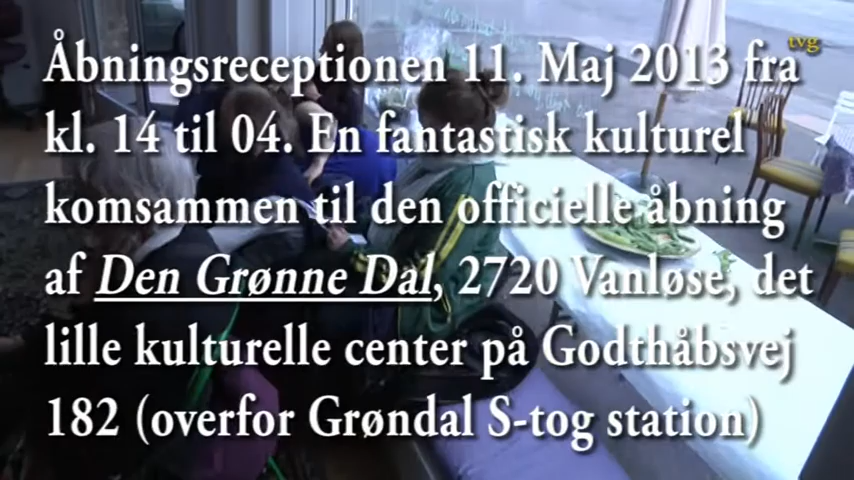 tvg
Åbningsreceptionen 11. Maj 2013 fra
kl. 14 til 04. En fantastisk kulturel
komsammen til den officielle åbning
af Den Grønne Dal, 2720 Vanløse, det
lille kulturelle center på Godthåbsvej
182 (overfor Grøndal S-tog station)